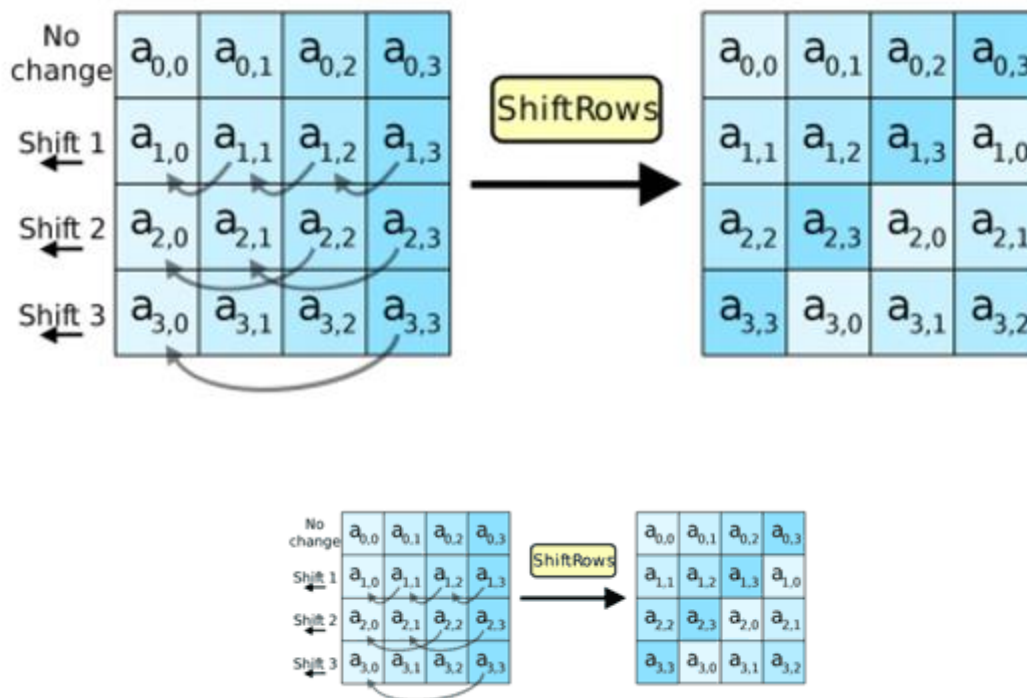 No
change
a0,0 a0,1 a0,2 a0,3
Shift 1
a1,0 a1,1 a1,2 a1,3
Shift 2
a2,0 a2,1 a2,2 a2,3
Shift 3
a3,0 a3,1 a3,2 a3,3
ShiftRows
a0,0 a0,1 a0,2 a0,3
a1,1 a1,2 a1,3 a1,0
a2,2 a2,3 a2,0 a2,1
a3,3 a3,0 a3,1 a3,2
No
change
a0,0 a0,1 a0,2 a0,3
Shift 1
a1,0 a1,1 a1,2 a1,3
Shift 2
a2,0 a2,1 a2,2 a2,3
Shift 3
a3,0 a3,1 a3,2 a3,3
ShiftRows
a0,0 a0,1 a0,2 a0,3
a1,1 a1,2 a1,3 a1,0
a2,2 a2,3 a2,0 a2,1
a3,3 a3,0 a3,1 a3,2